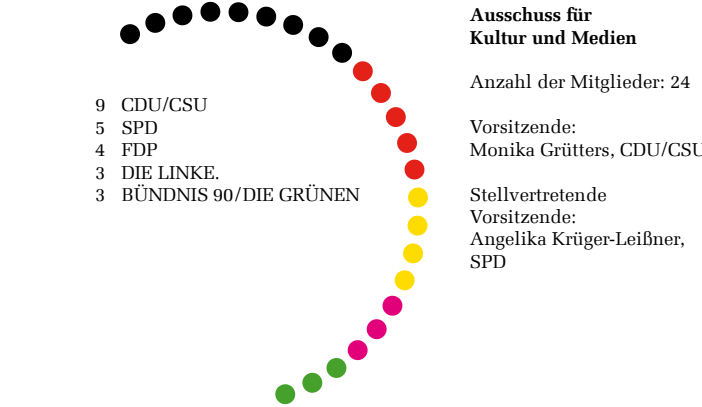 9 CDU/CSU
5 SPD
4 FDP
3 DIE LINKE.
3 BÜNDNIS 90/DIE GRÜNEN
Ausschuss für
Kultur und Medien
Anzahl der Mitglieder: 24
Vorsitzende:
Monika Grütters, CDU/CSU
Stellvertretende
Vorsitzende:
Angelika Krüger-Leißner,
SPD